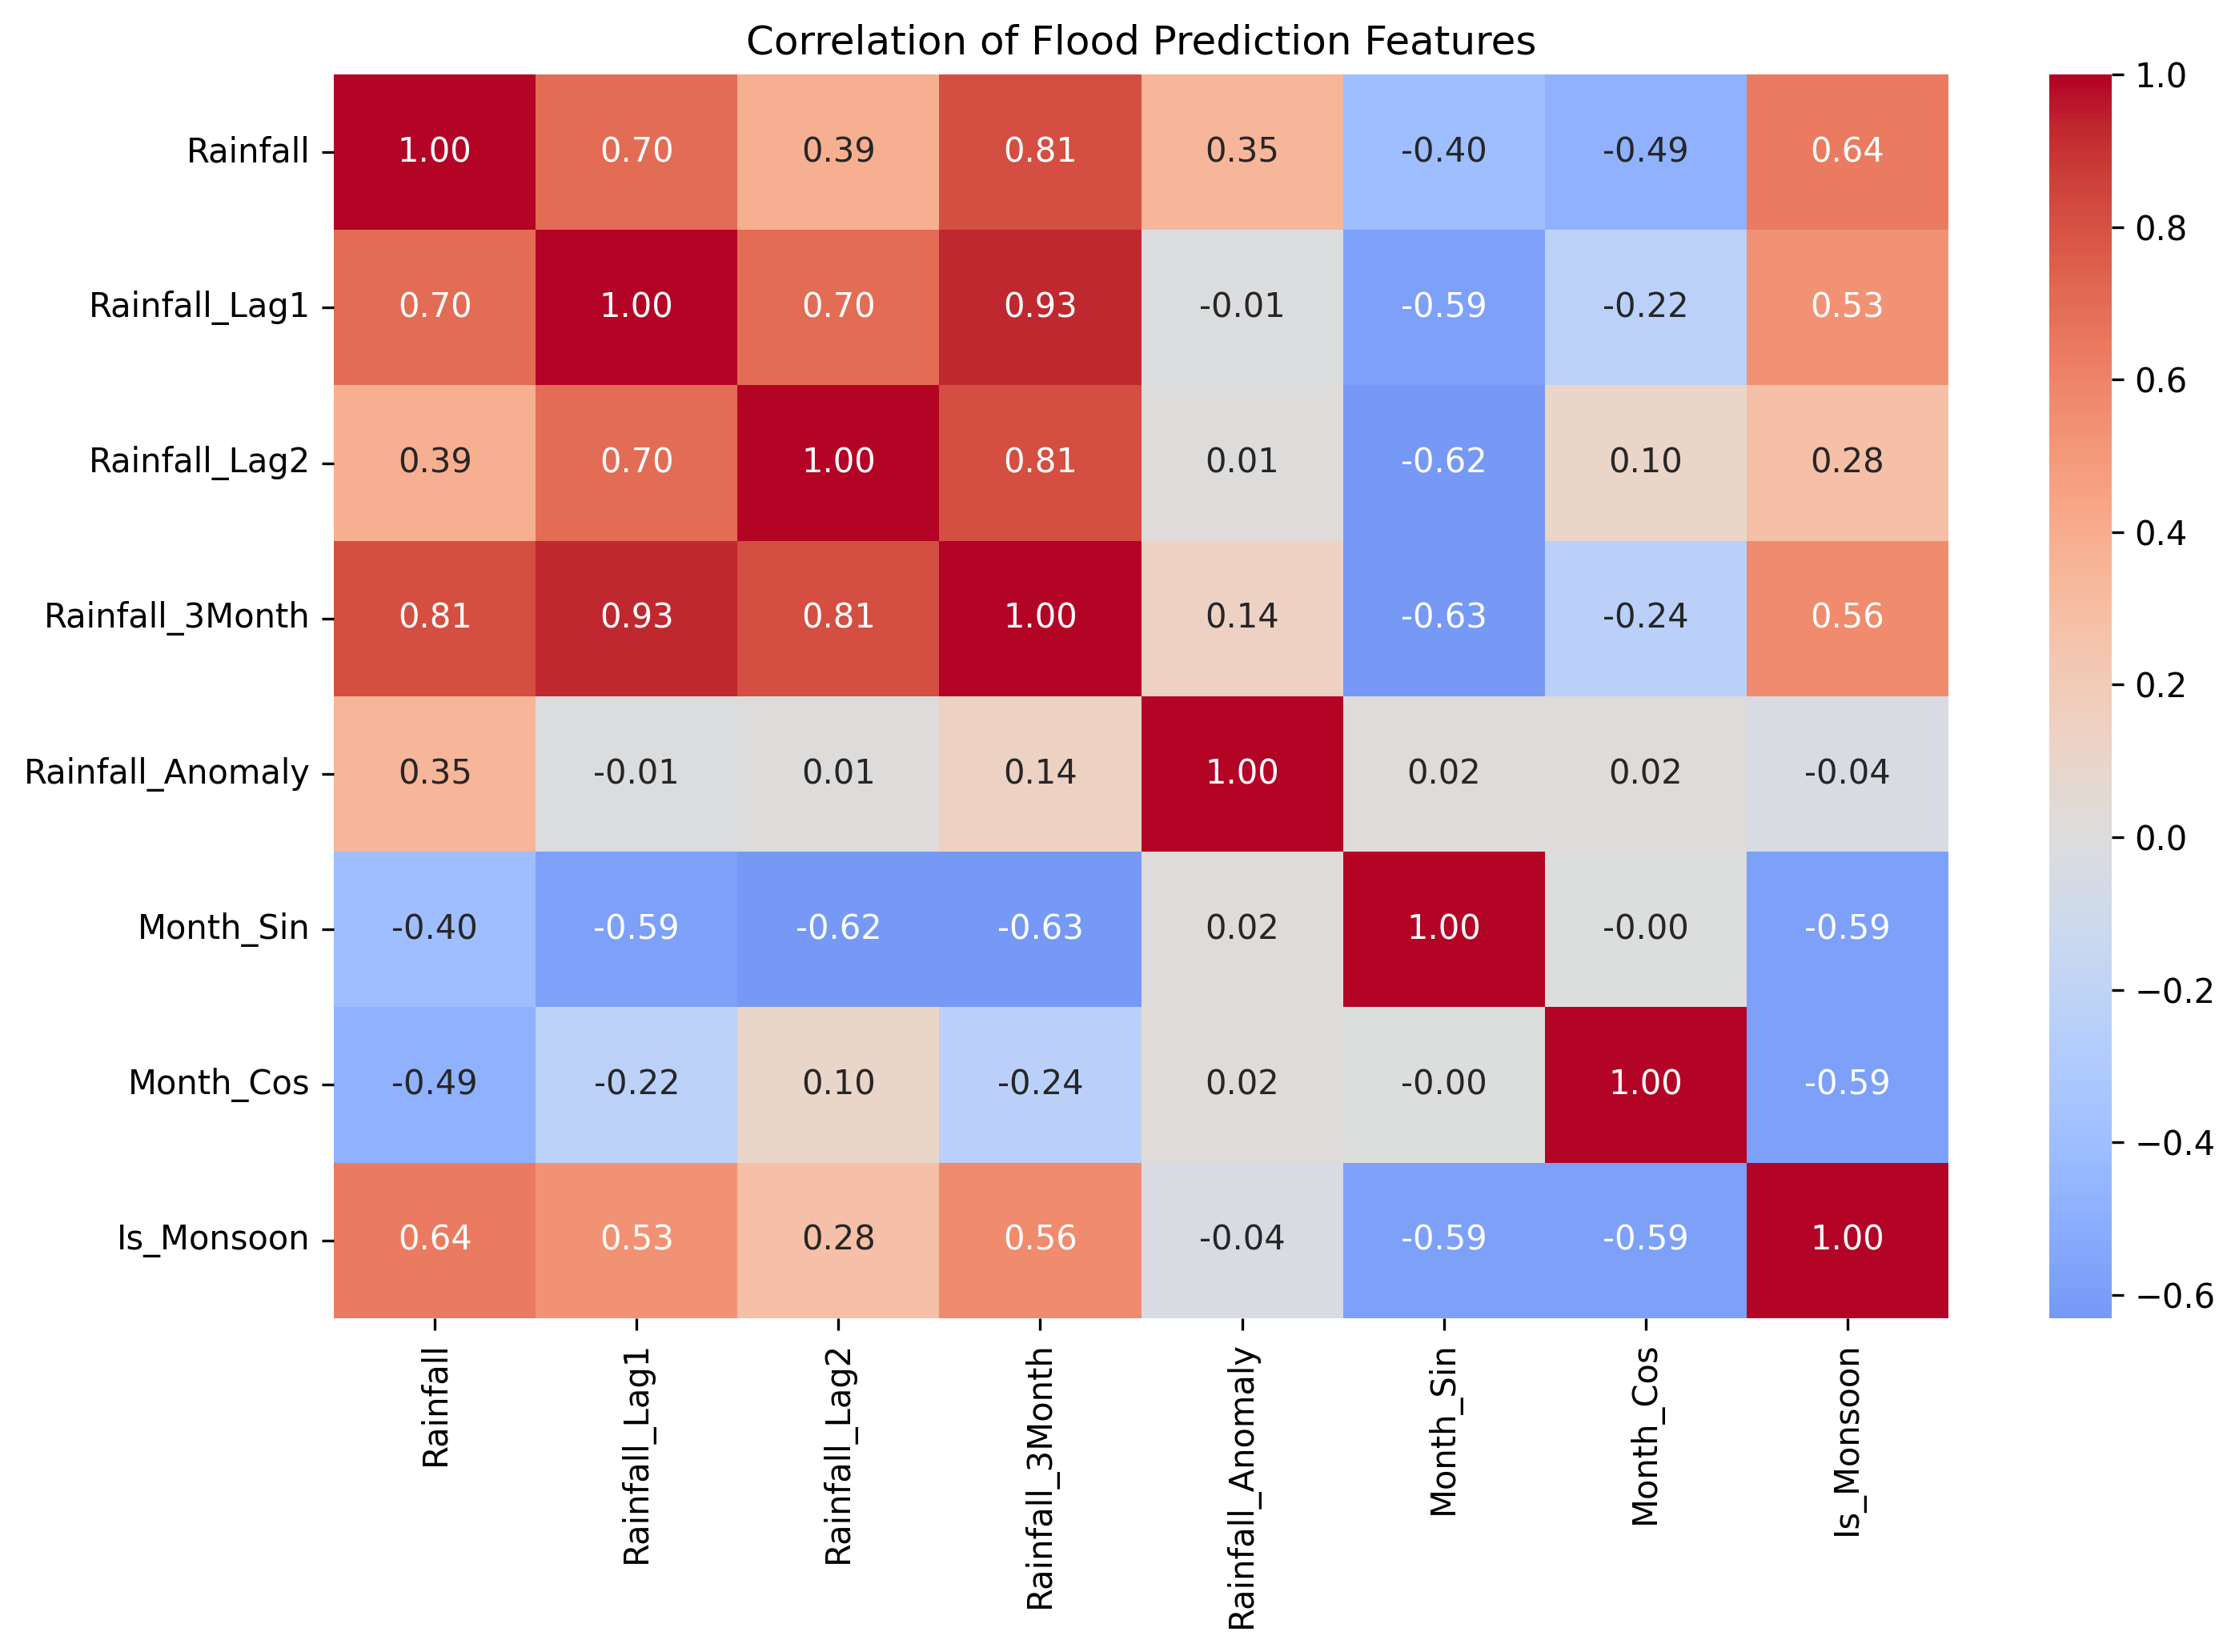 Correlation of Flood Prediction Features
Rainfall 1.00 0.70 0.39 0.81 0.35 -0.40 -0.49 0.64
Rainfall_Lag1 0.70 1.00 0.70 0.93 -0.01 -0.59 -0.22 0.53
Rainfall_Lag2 0.39 0.70 1.00 0.81 0.01 -0.62 0.10 0.28
Rainfall_3Month 0.81 0.93 0.81 1.00 0.14 -0.63 -0.24 0.56
Rainfall_Anomaly 0.35 -0.01 0.01 0.14 1.00 0.02 0.02 -0.04
Month_Sin -0.40 -0.59 -0.62 -0.63 0.02 1.00 -0.00 -0.59
Month_Cos -0.49 -0.22 0.10 -0.24 0.02 -0.00 1.00 -0.59
Is_Monsoon 0.64 0.53 0.28 0.56 -0.04 -0.59 -0.59 1.00
Rainfall
Rainfall_Lag1
Rainfall_Lag2
Rainfall_3Month
Rainfall_Anomaly
Month_Sin
Month_Cos
Is_Monsoon
1.0
0.8
0.6
0.4
0.2
0.0
−0.2
−0.4
−0.6